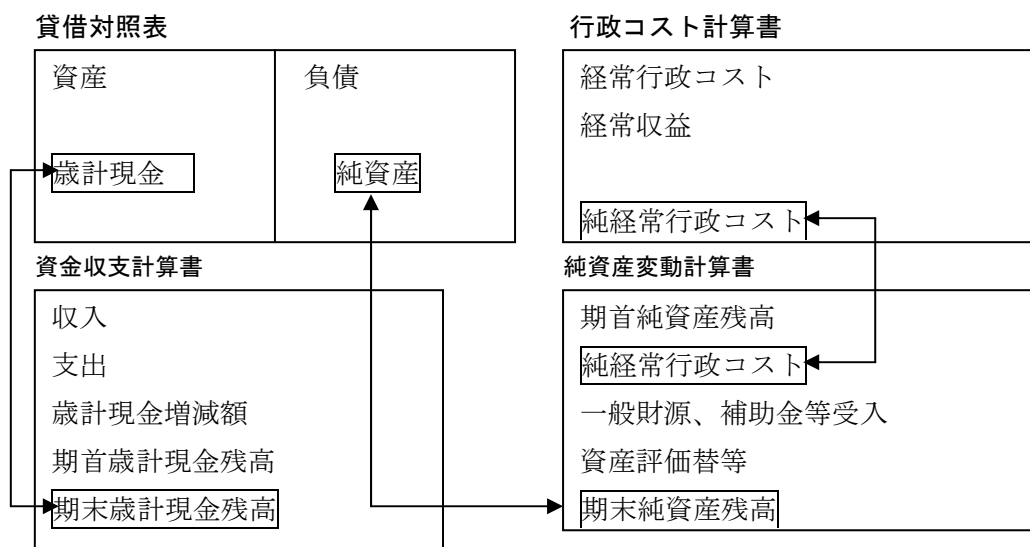 貸借対照表
資産
負債
歳計現金
純資産
行政コスト計算書
経常行政コスト
経常収益
純経常行政コスト
資金収支計算書
収入
支出
歳計現金増減額
期首歳計現金残高
期末歳計現金残高
純資産変動計算書
期首純資産残高
純経常行政コスト
一般財源、補助金等受入
資産評価替等
期末純資産残高